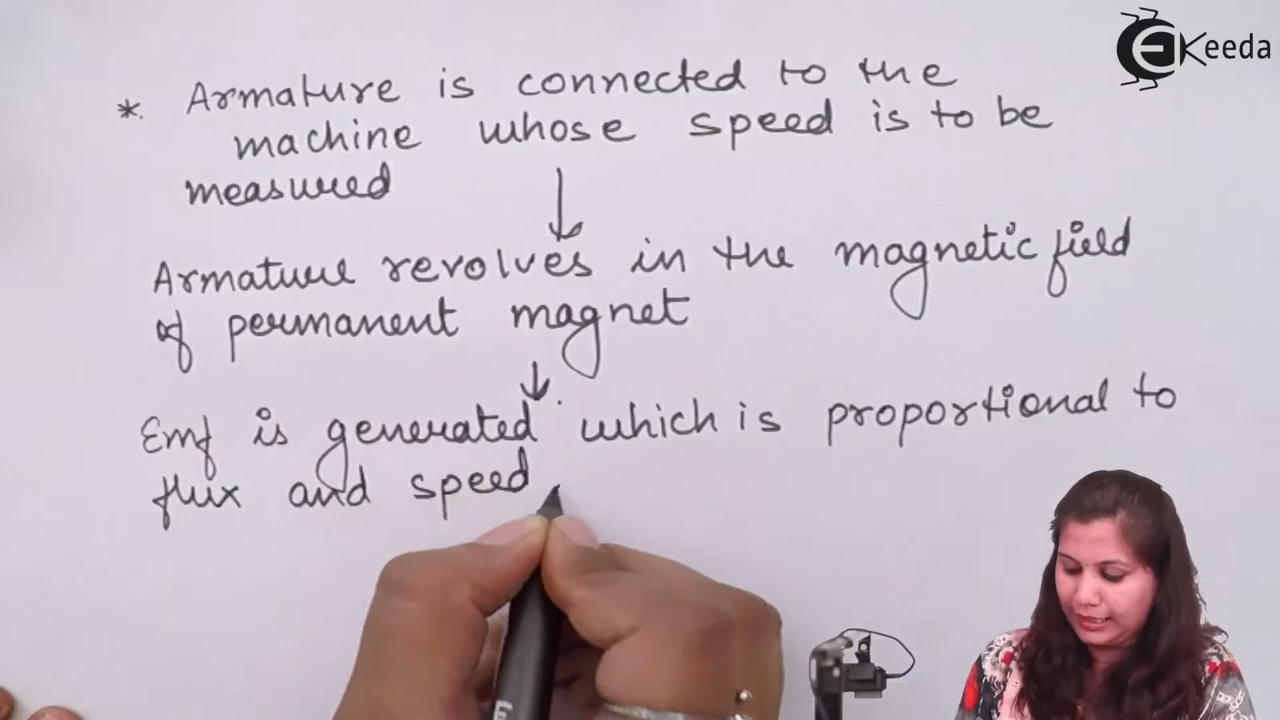 EKeeda
* Armature is connected to the
machine whose speed is to be
measured
↓
Armature revolves in the magnetic field
of permanent magnet
↓
Emf is generated which is proportional to
flux and speed